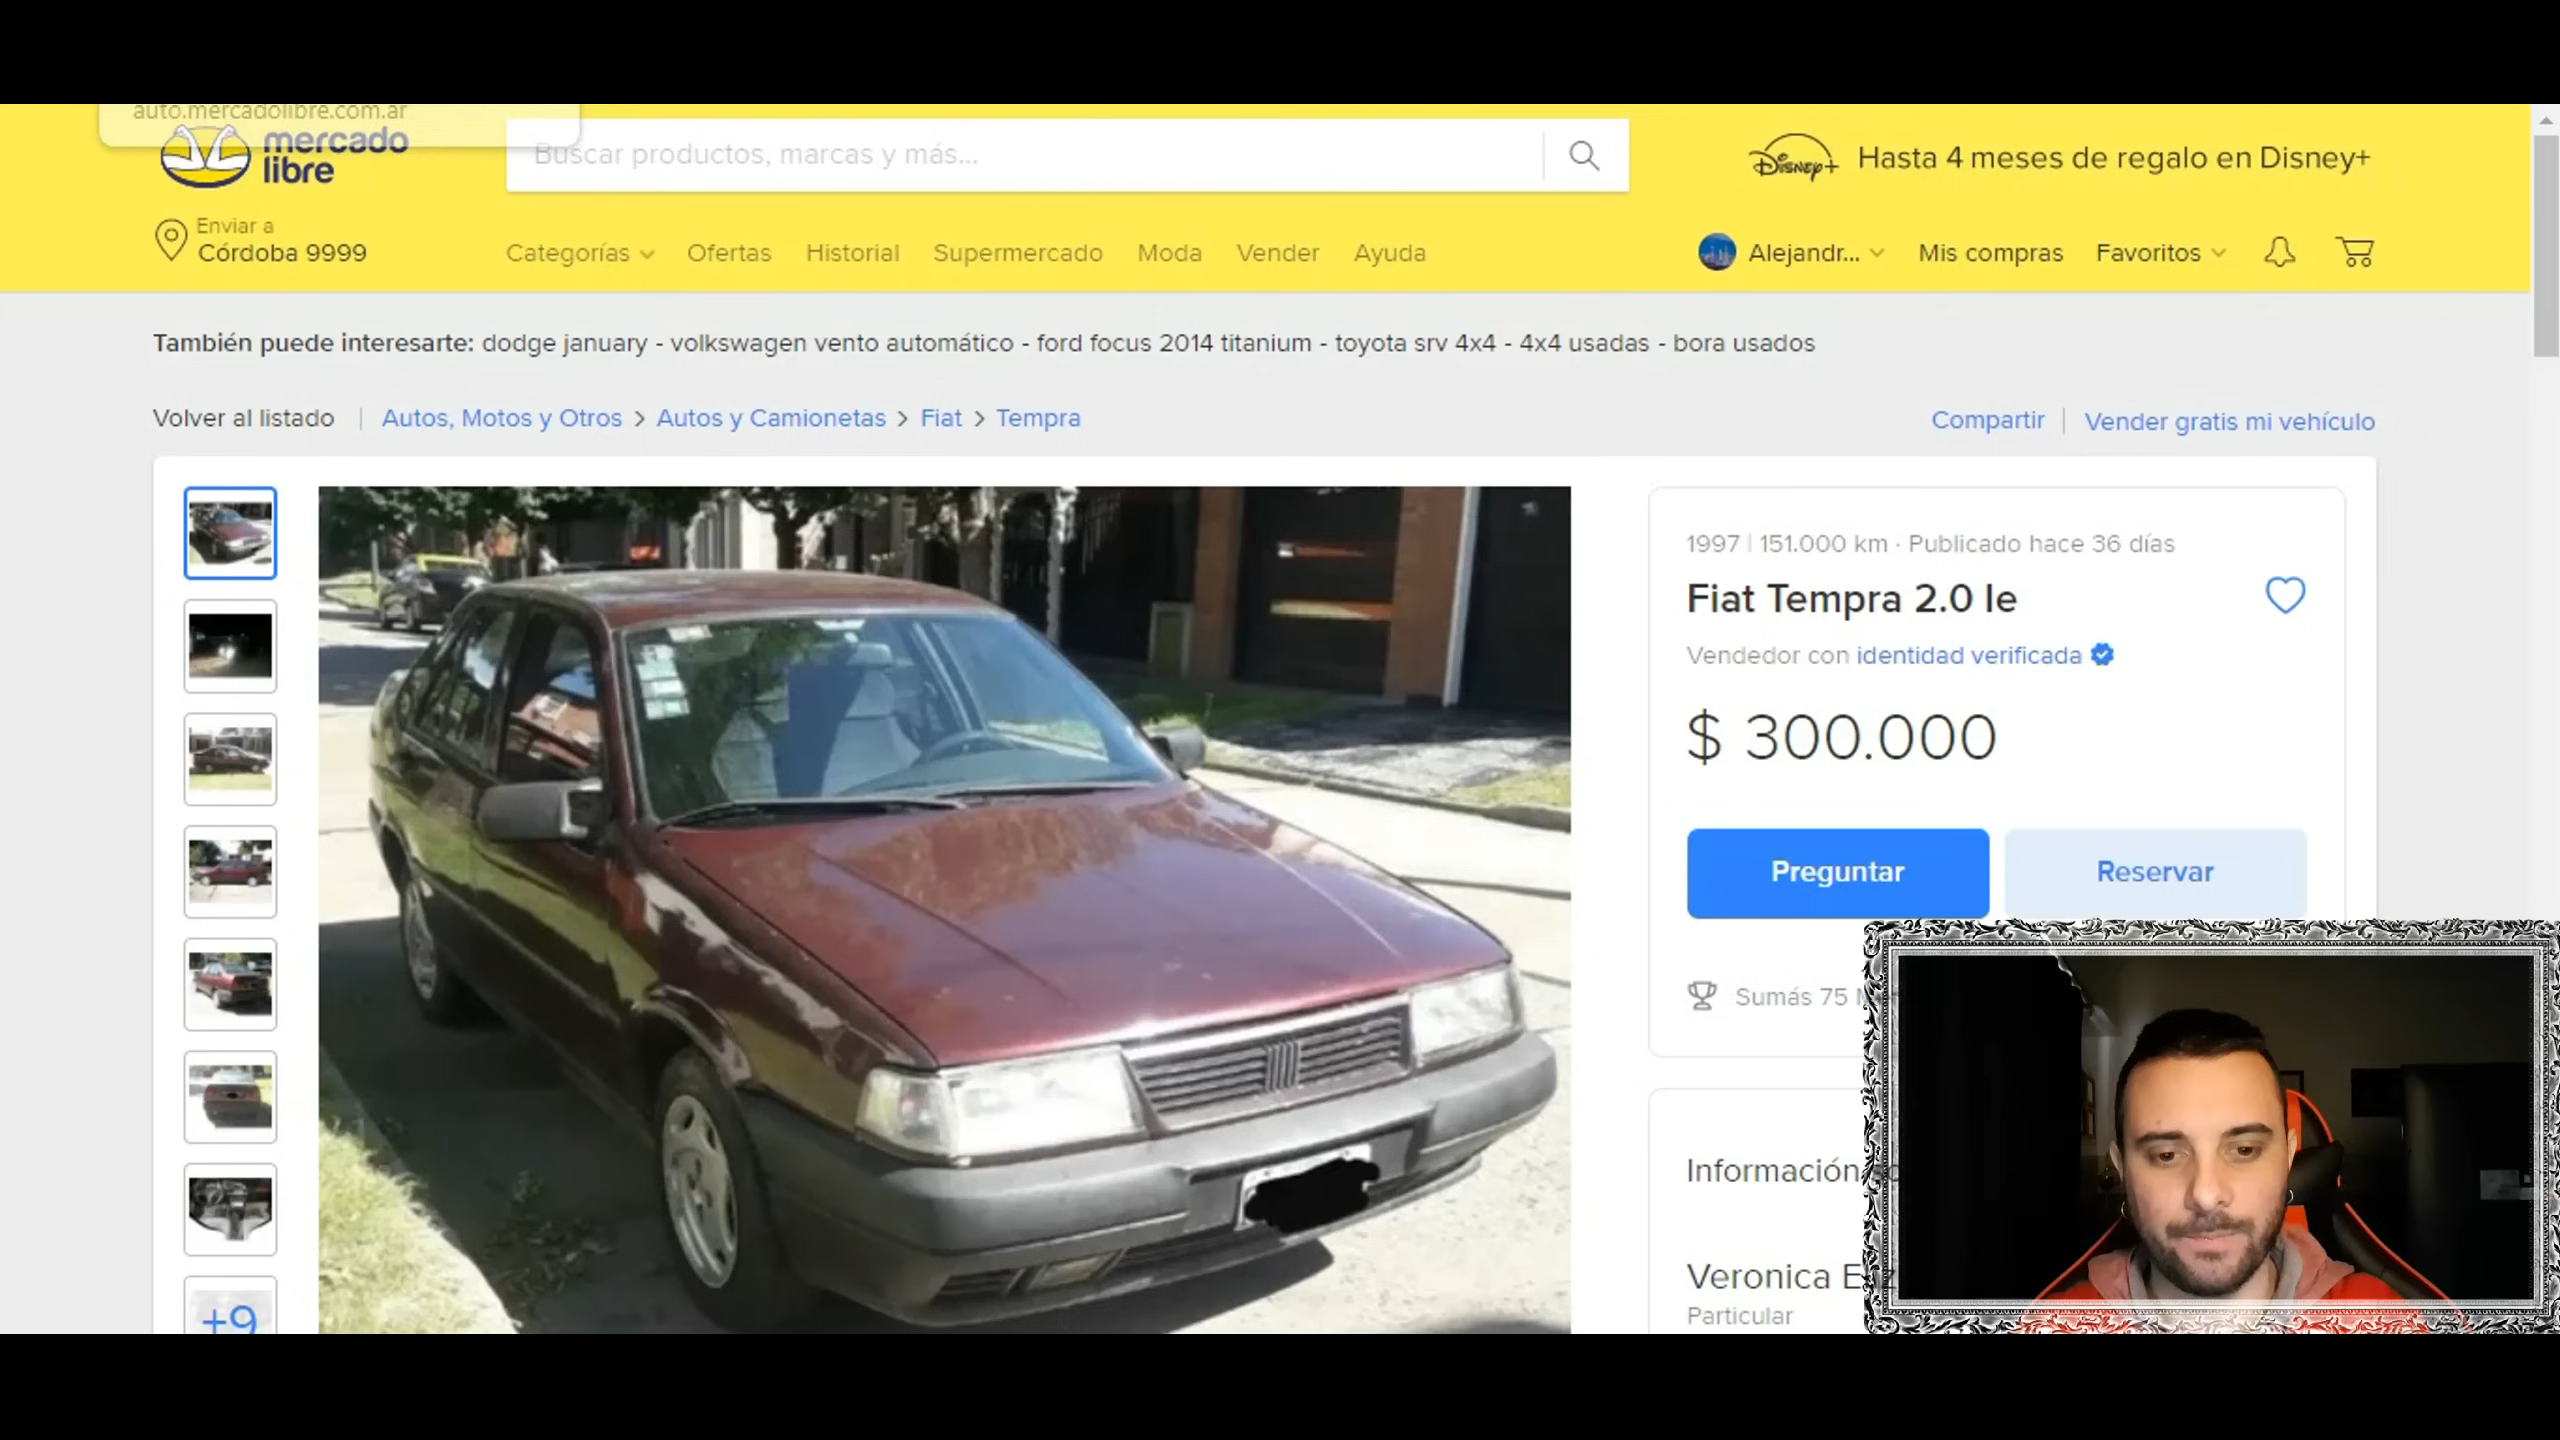 auto.mercadolibre.com.ar
mercado
libre
Buscar productos, marcas y más...
Disney+
Hasta 4 meses de regalo en Disney+
Enviar a
Córdoba 9999
Categorías
Ofertas
Historial
Supermercado
Moda
Vender
Ayuda
Alejandr...
Mis compras
Favoritos
También puede interesarte: dodge january - volkswagen vento automático - ford focus 2014 titanium - toyota srv 4x4 - 4x4 usadas - bora usados
Volver al listado | Autos, Motos y Otros > Autos y Camionetas > Fiat > Tempra
Compartir | Vender gratis mi vehículo
1997 | 151.000 km · Publicado hace 36 días
Fiat Tempra 2.0 Ie
Vendedor con identidad verificada
$ 300.000
Preguntar
Reservar
Sumás 75
Información
Veronica
Particular
+9